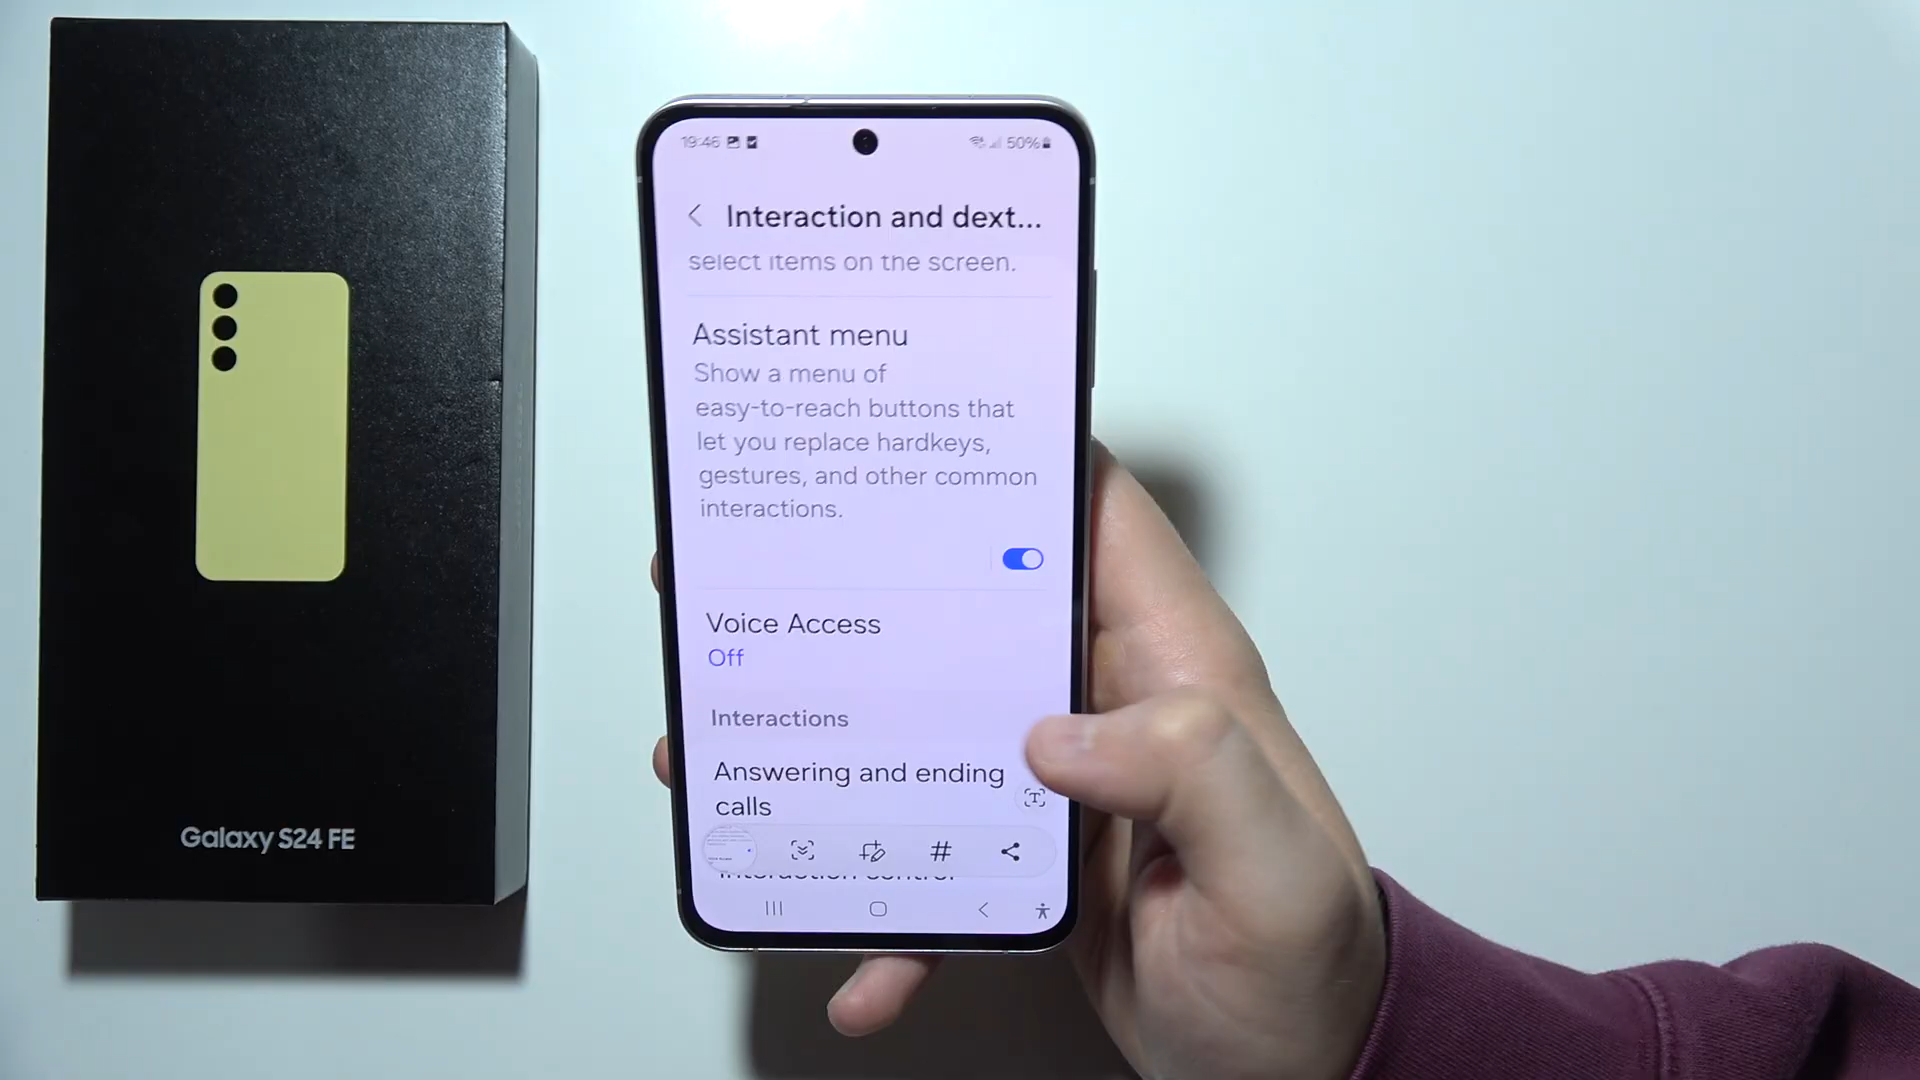 19:46
50%
Interaction and dext...
select items on the screen.
Assistant menu
Show a menu of
easy-to-reach buttons that
let you replace hardkeys,
gestures, and other common
interactions.
Voice Access
Off
Interactions
Answering and ending
calls
T
#
Interaction control
Galaxy S24 FE